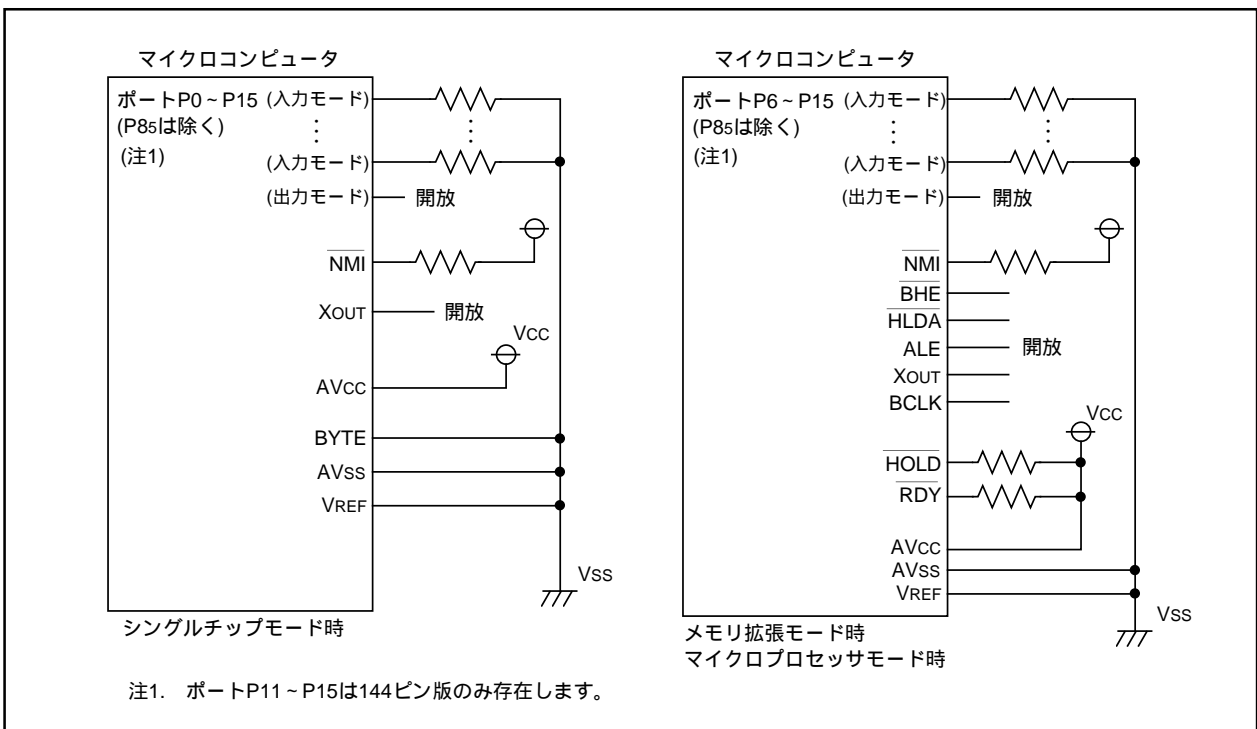 マイクロコンピュータ
ポートP0~P15 (入力モード)
(P85は除く)
(注1)
(入力モード)
(出力モード) 開放
NMI
XOUT 開放
VCC
AVCC
BYTE
AVSS
VREF
VSS
シングルチップモード時
マイクロコンピュータ
ポートP6~P15 (入力モード)
(P85は除く)
(注1)
(入力モード)
(出力モード) 開放
NMI
BHE
HLDA
ALE 開放
XOUT
BCLK
VCC
HOLD
RDY
AVCC
AVSS
VREF
VSS
メモリ拡張モード時
マイクロプロセッサモード時
注1. ポートP11~P15は144ピン版のみ存在します。